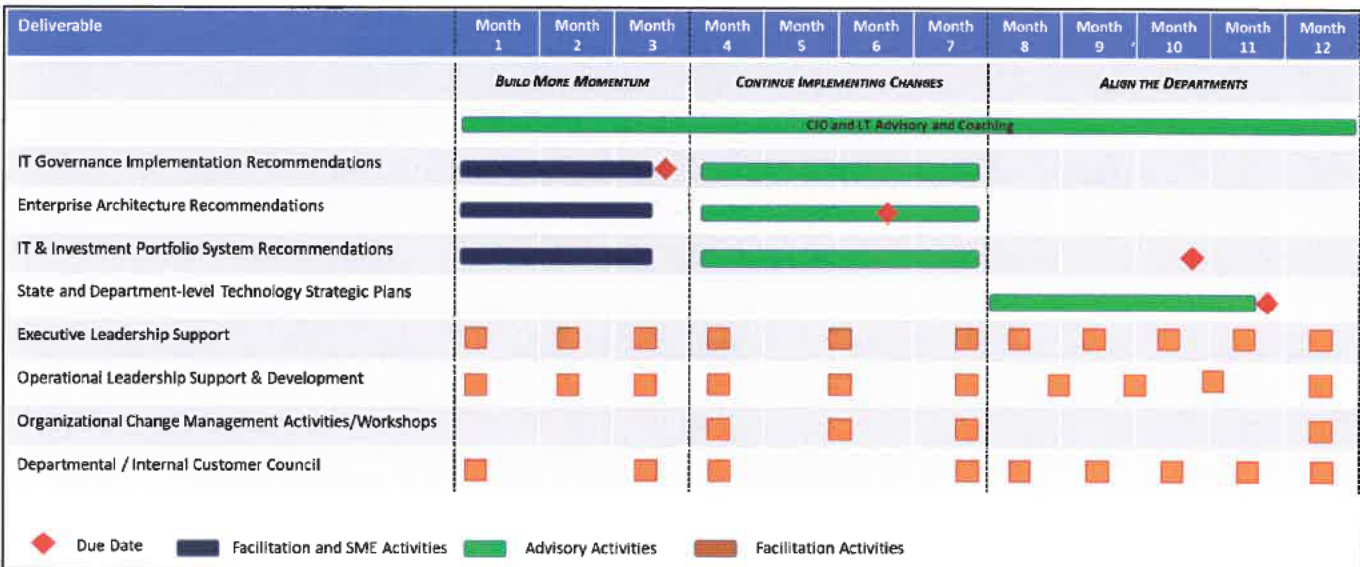 Deliverable
Month 1
Month 2
Month 3
Month 4
Month 5
Month 6
Month 7
Month 8
Month 9
Month 10
Month 11
Month 12
BUILD MORE MOMENTUM
CONTINUE IMPLEMENTING CHANGES
ALIGN THE DEPARTMENTS
CIO and LT Advisory and Coaching
IT Governance Implementation Recommendations
Enterprise Architecture Recommendations
IT & Investment Portfolio System Recommendations
State and Department-level Technology Strategic Plans
Executive Leadership Support
Operational Leadership Support & Development
Organizational Change Management Activities/Workshops
Departmental / Internal Customer Council
Due Date
Facilitation and SME Activities
Advisory Activities
Facilitation Activities